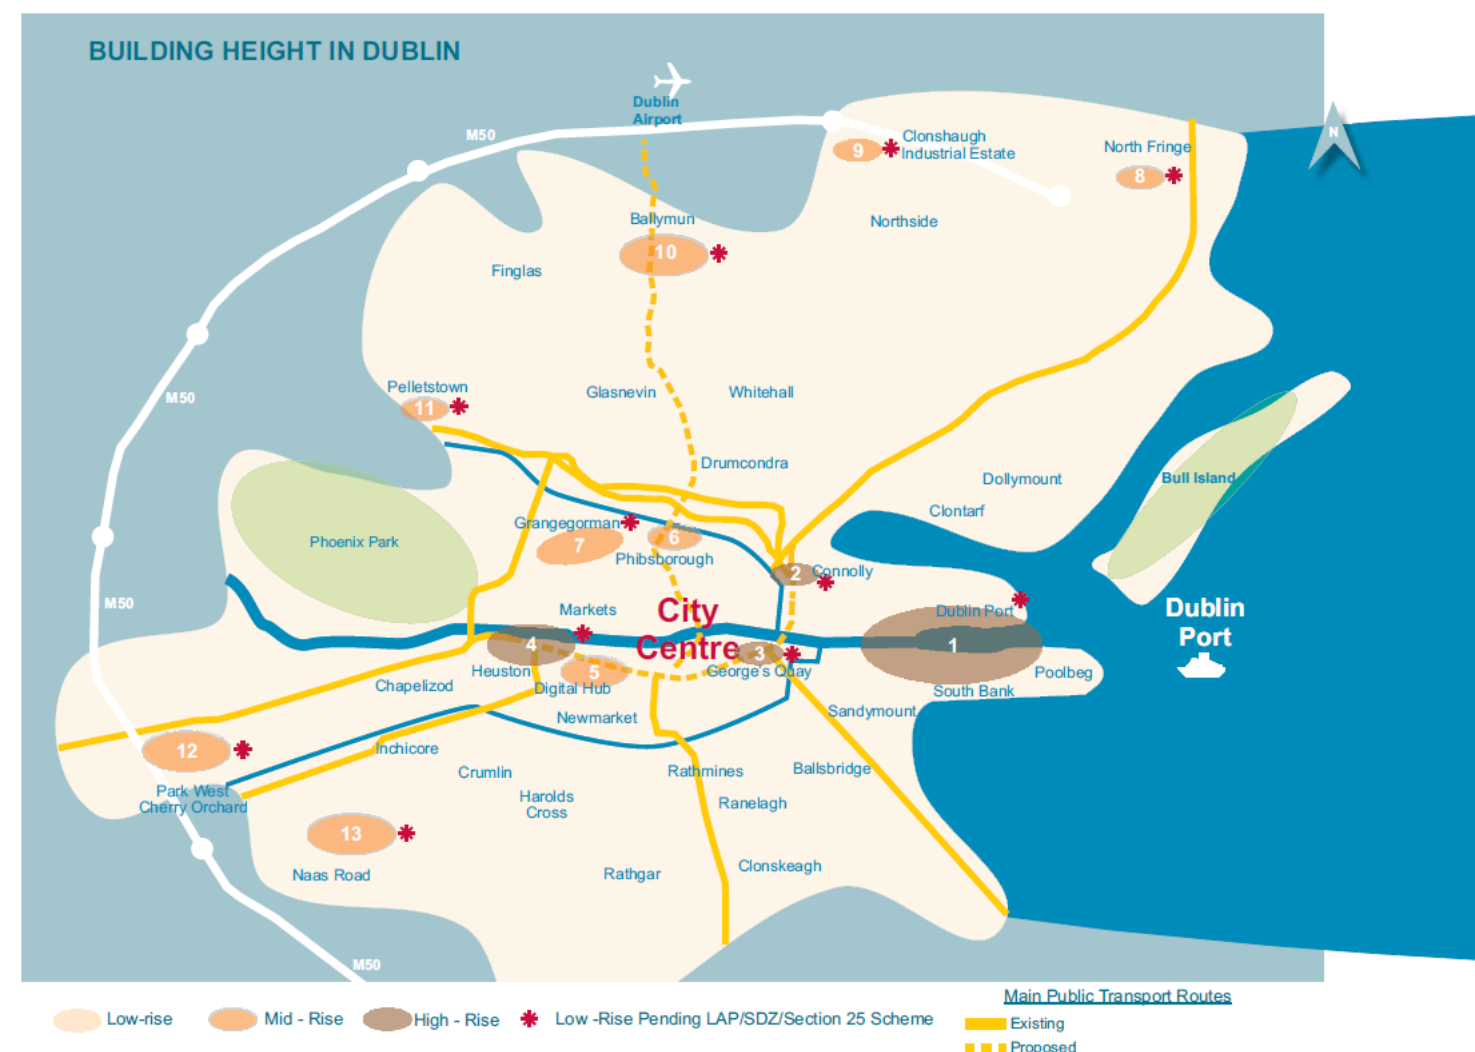 BUILDING HEIGHT IN DUBLIN
Dublin
Airport
M50
Clonshaugh
Industrial Estate
9
North Fringe
8
N
Ballymun
10
Northside
Finglas
Pelletstown
11
M50
Glasnevin
Whitehall
Drumcondra
Dollymount
Bull Island
Clontarf
Grangegorman
7
6
Phibsborough
Phoenix Park
2
Connolly
M50
Markets
City
Centre
Dublin Port
Dublin
Port
4
3
1
Heuston
5
George's Quay
Poolbeg
Chapelizod
Digital Hub
South Bank
Newmarket
Sandymount
12
Inchicore
Crumlin
Rathmines
Ballsbridge
Park West
Cherry Orchard
Harolds
Cross
Ranelagh
13
Naas Road
Rathgar
Clonskeagh
M50
Low-rise
Mid - Rise
High - Rise
Low -Rise Pending LAP/SDZ/Section 25 Scheme
Main Public Transport Routes
Existing
Proposed